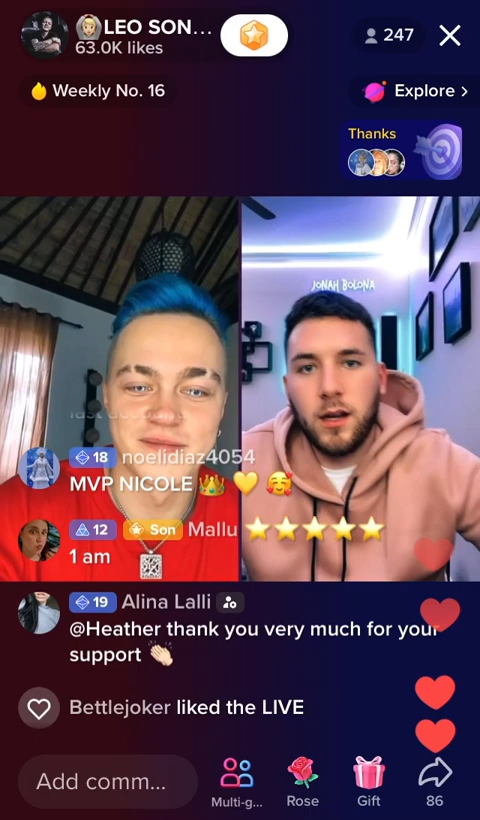 LEO SON...
63.0K likes
247
Weekly No. 16
Explore >
Thanks
JONAH BOLONA
18 noelidiaz4054
MVP NICOLE 👑 💛 🥰
12 Son Mallu
1 am
⭐⭐⭐⭐⭐
19 Alina Lalli
@Heather thank you very much for your
support 👏🏻
Bettlejoker liked the LIVE
Add comm...
Multi-g...
Rose
Gift
86